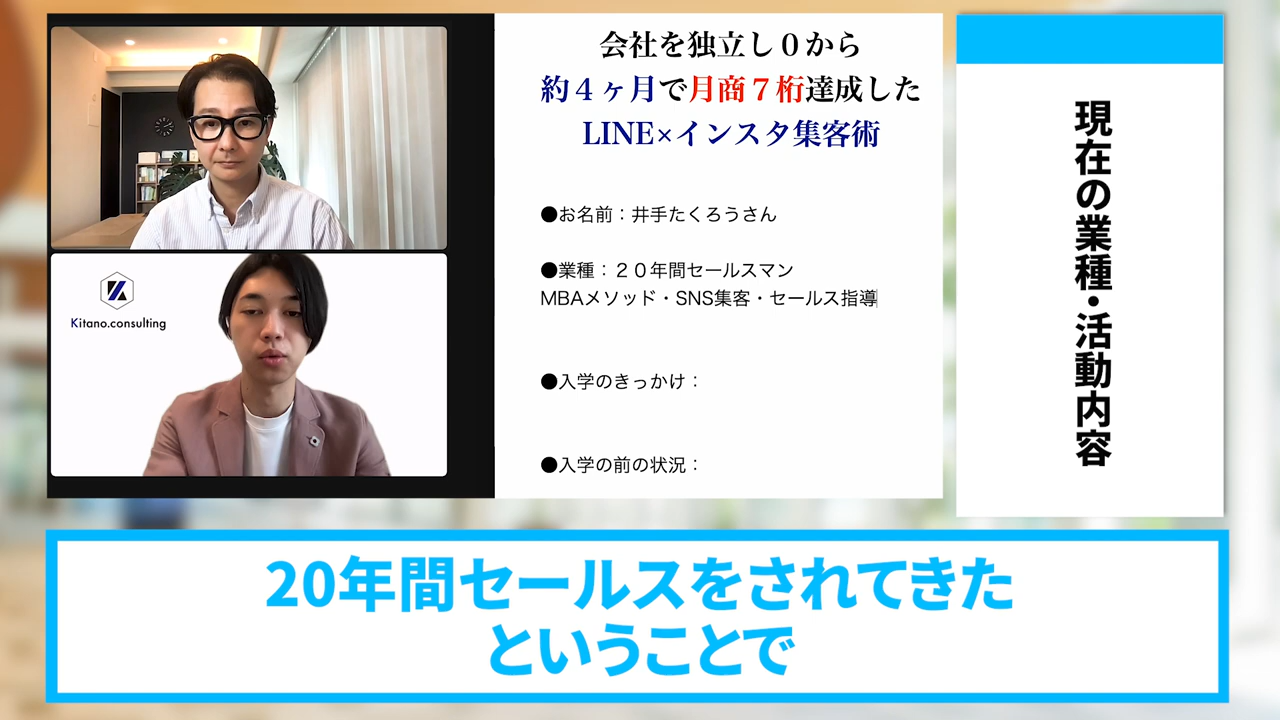 会社を独立し０から
約４ヶ月で月商７桁達成した
LINE×インスタ集客術
●お名前：井手たくろうさん
●業種：２０年間セールスマン
MBAメソッド・SNS集客・セールス指導
●入学のきっかけ：
●入学の前の状況：
現在の業種・活動内容
Kitano.consulting
20年間セールスをされてきた
ということで